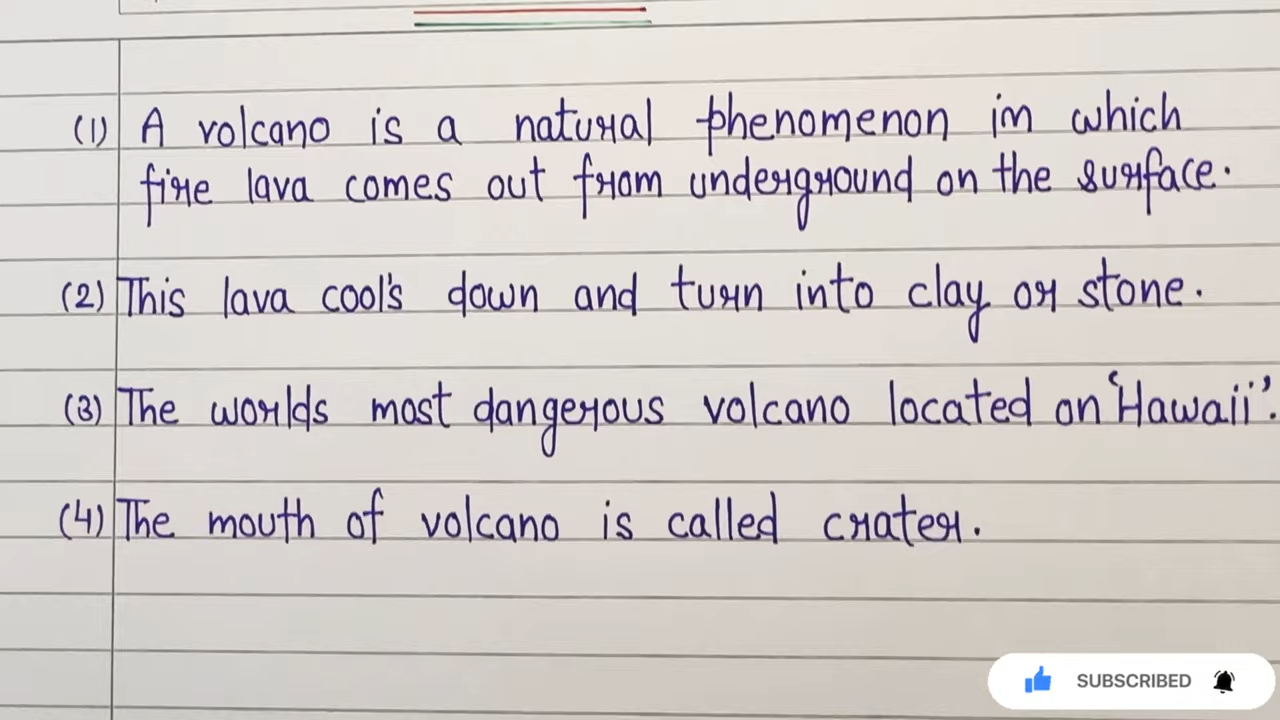 (1) A volcano is a natural phenomenon in which
fire lava comes out from underground on the surface.
(2) This lava cool's down and turn into clay or stone.
(3) The worlds most dangerous volcano located on 'Hawaii'.
(4) The mouth of volcano is called crater.
SUBSCRIBED